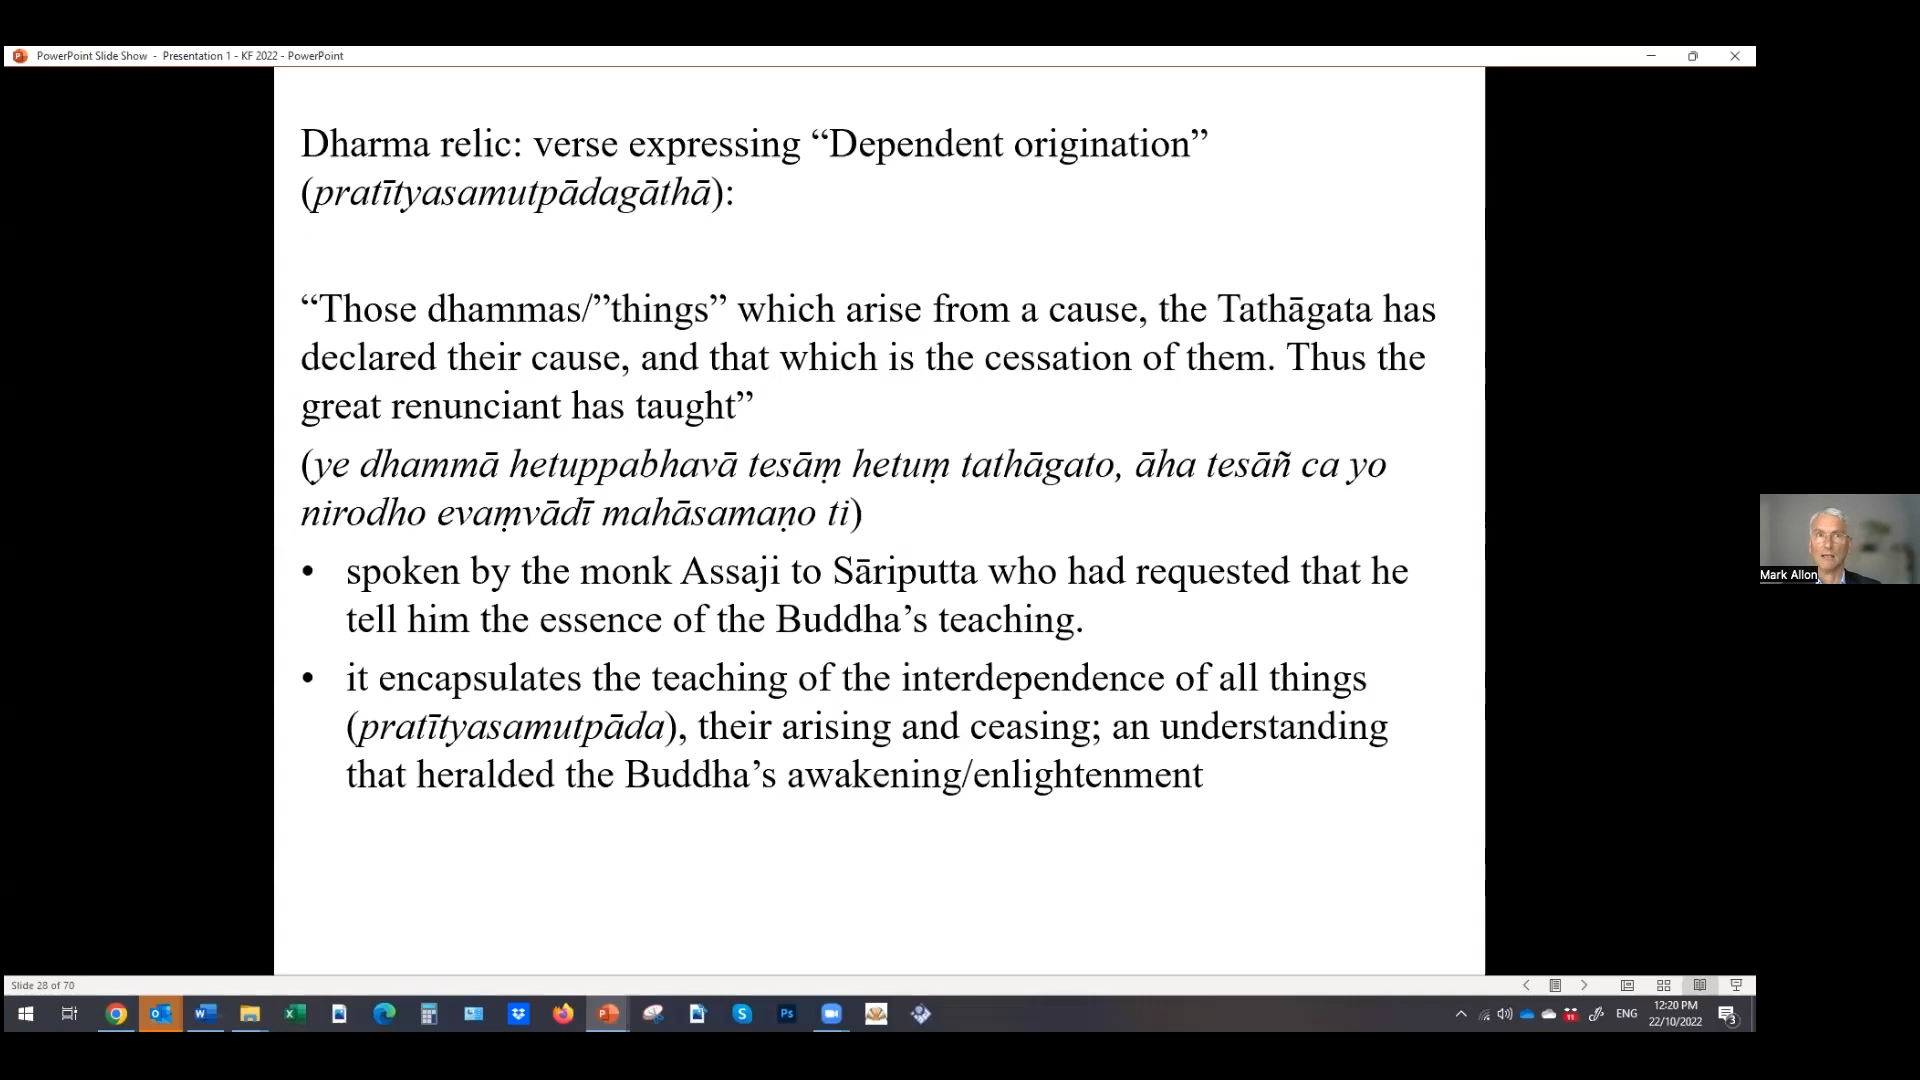 PowerPoint Slide Show - Presentation 1 - KF 2022 - PowerPoint
Dharma relic: verse expressing “Dependent origination”
(pratītyasamutpādagāthā):
“Those dhammas/”things” which arise from a cause, the Tathāgata has
declared their cause, and that which is the cessation of them. Thus the
great renunciant has taught”
(ye dhammā hetuppabhavā tesāṃ hetuṃ tathāgato, āha tesāñ ca yo
nirodho evaṃvādī mahāsamaṇo ti)
• spoken by the monk Assaji to Sāriputta who had requested that he
tell him the essence of the Buddha’s teaching.
• it encapsulates the teaching of the interdependence of all things
(pratītyasamutpāda), their arising and ceasing; an understanding
that heralded the Buddha’s awakening/enlightenment
Mark Allon
Slide 28 of 70
ENG
12:20 PM
22/10/2022